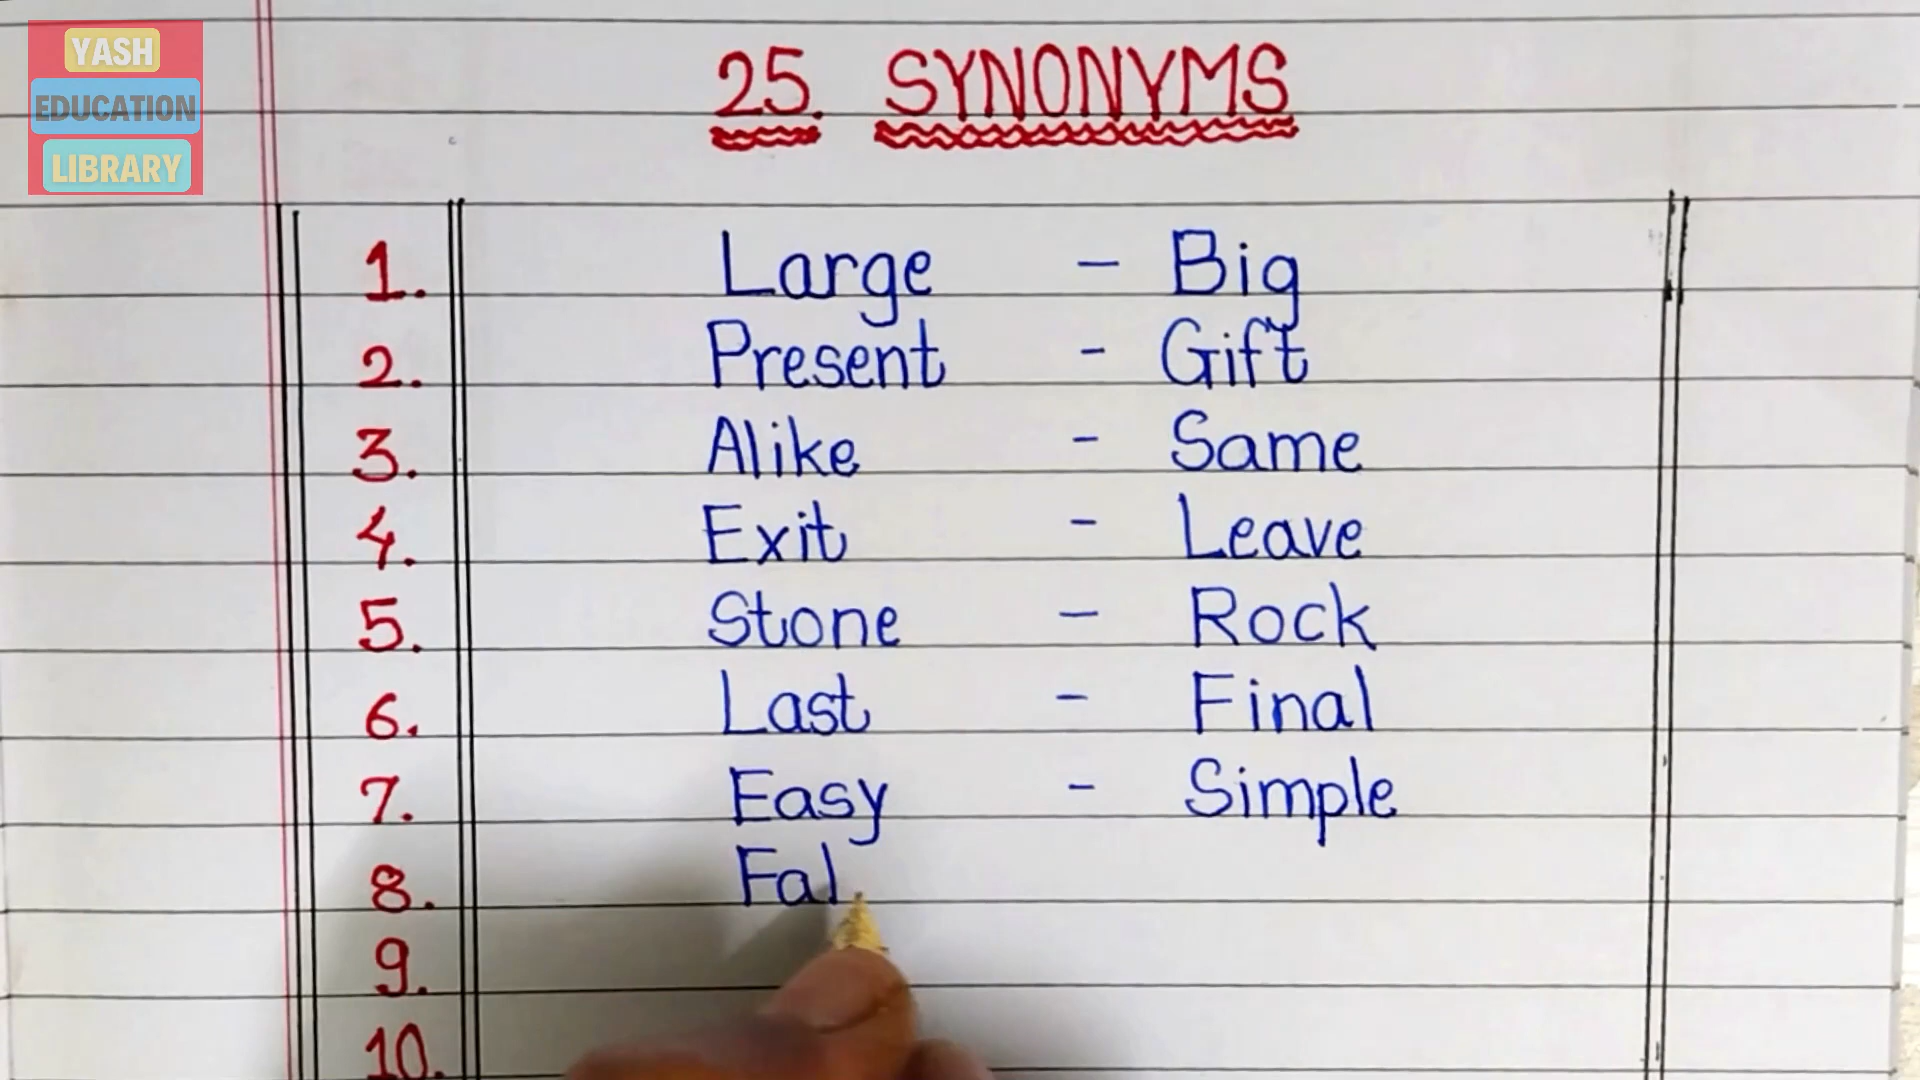 YASH
EDUCATION
LIBRARY
25. SYNONYMS
1. Large - Big
2. Present - Gift
3. Alike - Same
4. Exit - Leave
5. Stone - Rock
6. Last - Final
7. Easy - Simple
8. Fal
9.
10.